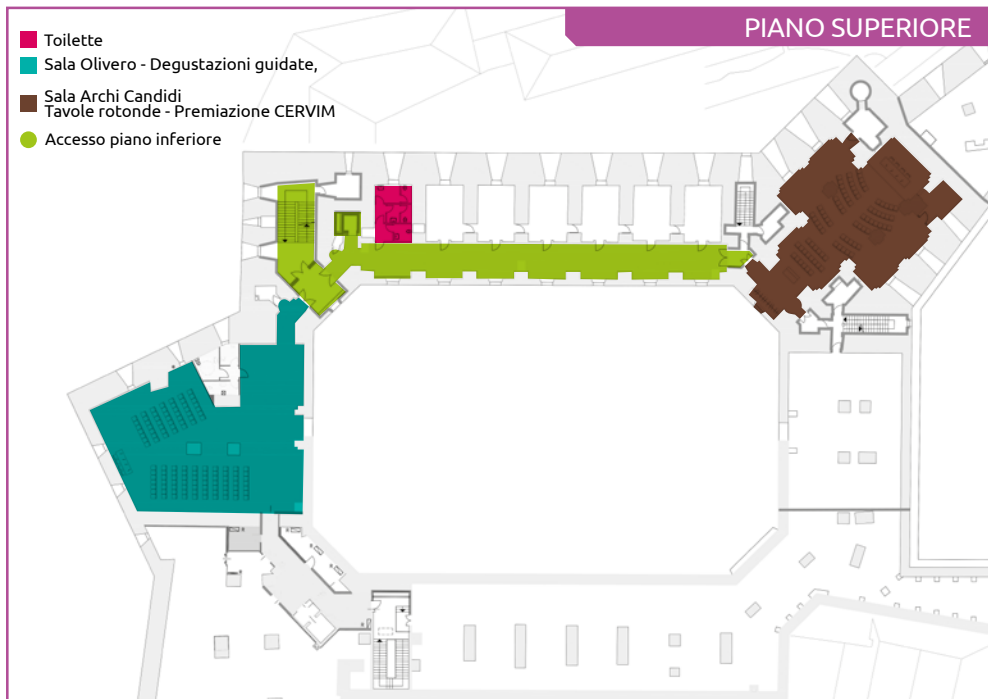 PIANO SUPERIORE
Toilette
Sala Olivero - Degustazioni guidate,
Sala Archi Candidi
Tavole rotonde - Premiazione CERVIM
Accesso piano inferiore